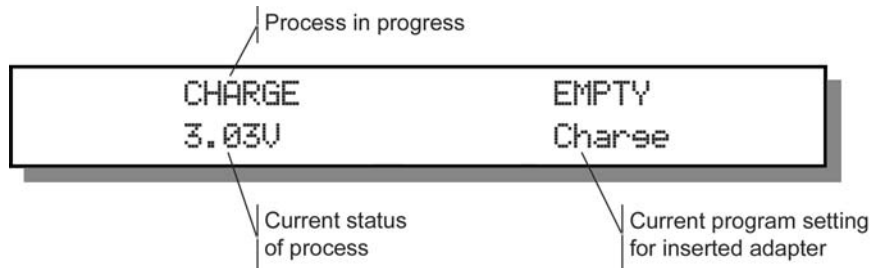 Process in progress
CHARGE EMPTY
3.03V Charge
Current status
of process
Current program setting
for inserted adapter